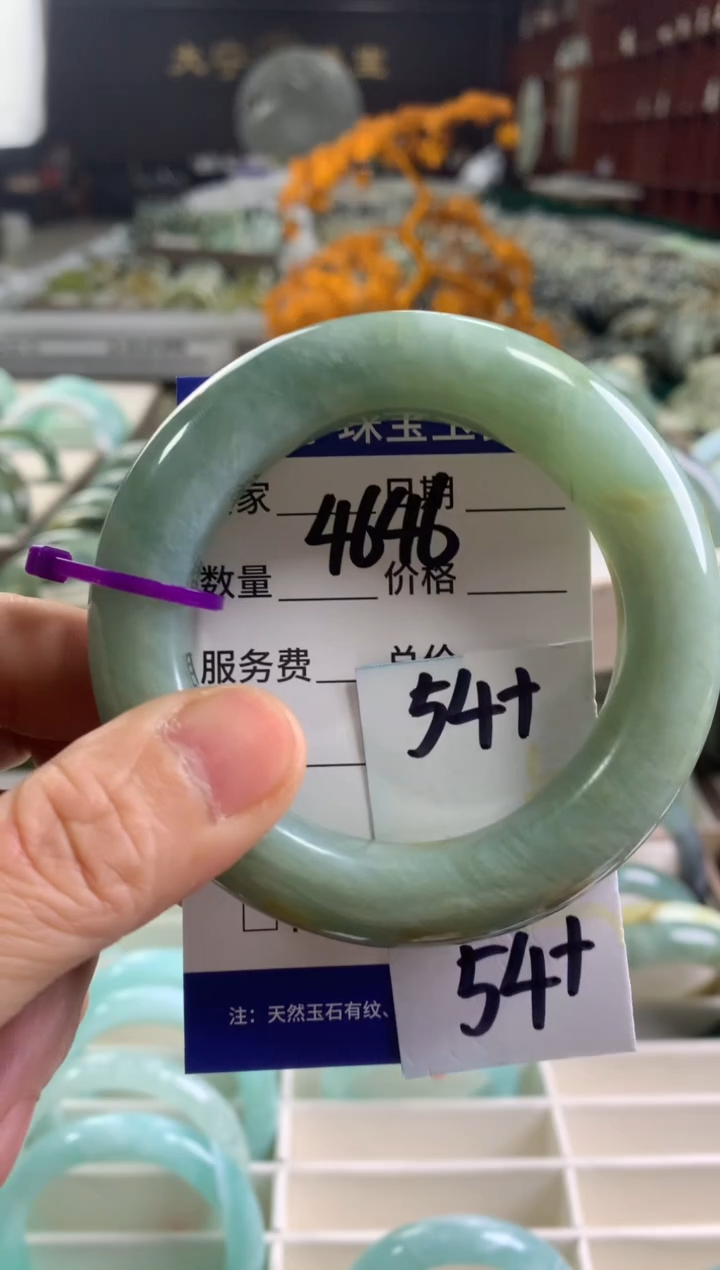 珠宝玉
家 日期
4646
数量 价格
服务费 总价
54+
54+
注：天然玉石有纹、